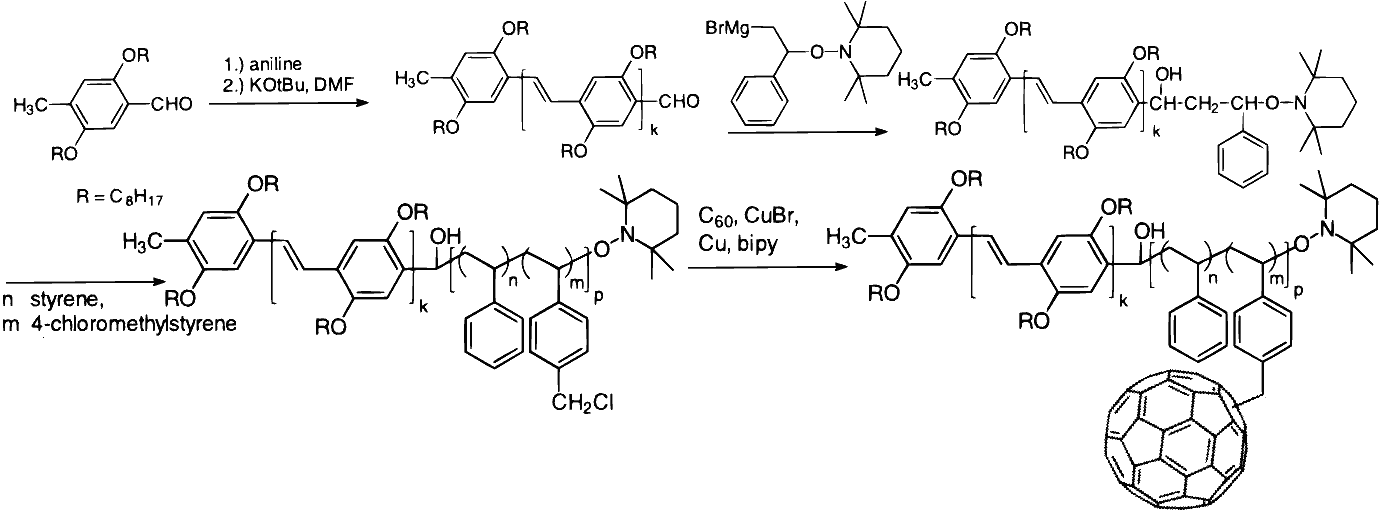 OR
H₃C
CHO
RO
R = C₈H₁₇
1.) aniline
2.) KOtBu, DMF
OR
H₃C
RO
OR
CHO
k
RO
BrMg
O
N
OR
H₃C
RO
OR
OH
CH₂
O
N
k
RO
n styrene,
m 4-chloromethylstyrene
OR
H₃C
RO
OR
OH
O
N
n
m
p
k
RO
CH₂Cl
C₆₀, CuBr,
Cu, bipy
OR
H₃C
RO
OR
OH
O
N
n
m
p
k
RO